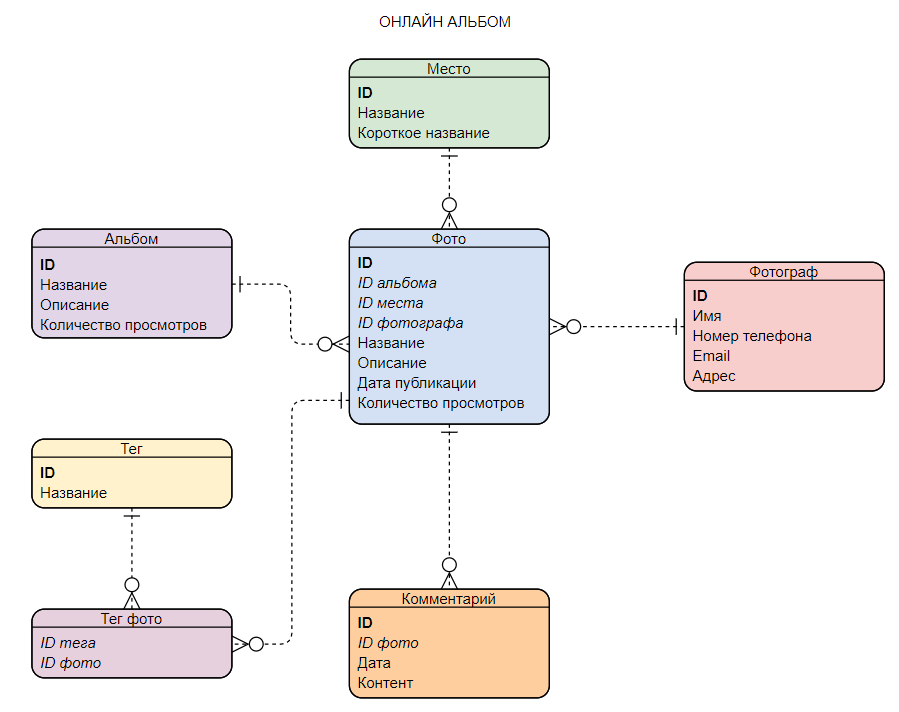 ОНЛАЙН АЛЬБОМ
Место
ID
Название
Короткое название
Альбом
ID
Название
Описание
Количество просмотров
Фото
ID
ID альбома
ID места
ID фотографа
Название
Описание
Дата публикации
Количество просмотров
Фотограф
ID
Имя
Номер телефона
Email
Адрес
Тег
ID
Название
Тег фото
ID тега
ID фото
Комментарий
ID
ID фото
Дата
Контент